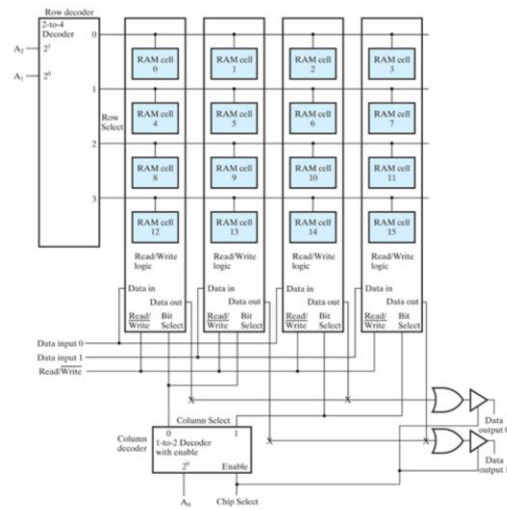 Row decoder
2-to-4
Decoder
A₂ 2¹
A₁ 2⁰
0
1
2
3
Row
Select
RAM cell
0
RAM cell
1
RAM cell
2
RAM cell
3
RAM cell
4
RAM cell
5
RAM cell
6
RAM cell
7
RAM cell
8
RAM cell
9
RAM cell
10
RAM cell
11
RAM cell
12
RAM cell
13
RAM cell
14
RAM cell
15
Read/Write
logic
Read/Write
logic
Read/Write
logic
Read/Write
logic
Data in
Data in
Data in
Data in
Data out
Data out
Data out
Data out
Read/ Bit
Write Select
Read/ Bit
Write Select
Read/ Bit
Write Select
Read/ Bit
Write Select
Data input 0
Data input 1
Read/Write
X
X
X
X
Data
output 0
Data
output 1
Column Select
Column
decoder
0 1
1-to-2 Decoder
with enable
2⁰ Enable
A₀
Chip Select